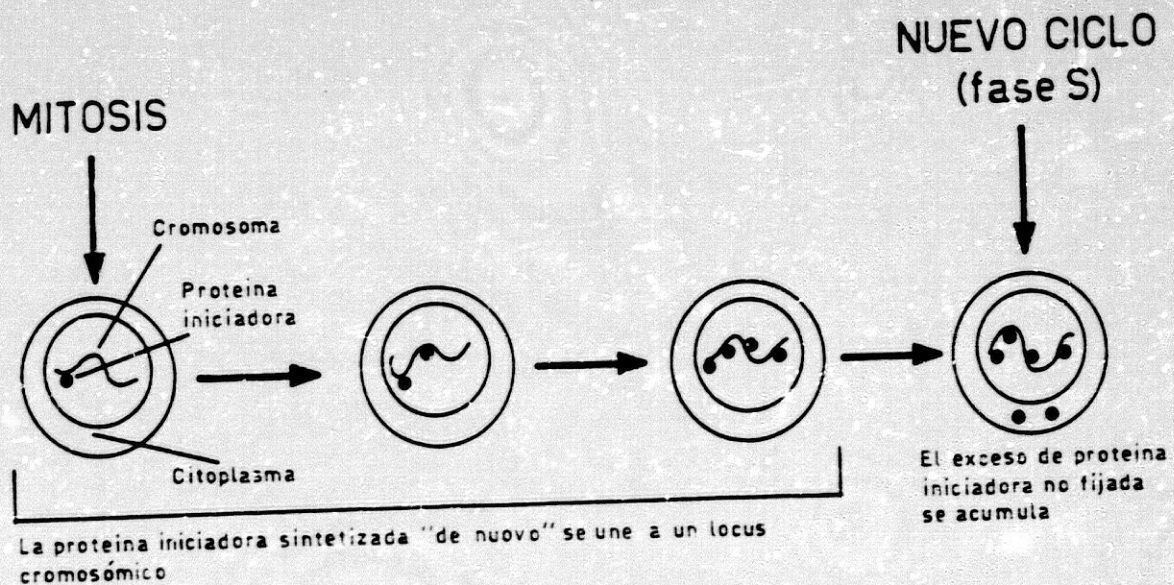 NUEVO CICLO
(fase S)
MITOSIS
Cromosoma
Proteina
iniciadora
Citoplasma
El exceso de proteina
iniciadora no fijada
se acumula
La proteina iniciadora sintetizada "de nuovo" se une a un locus
cromosómico